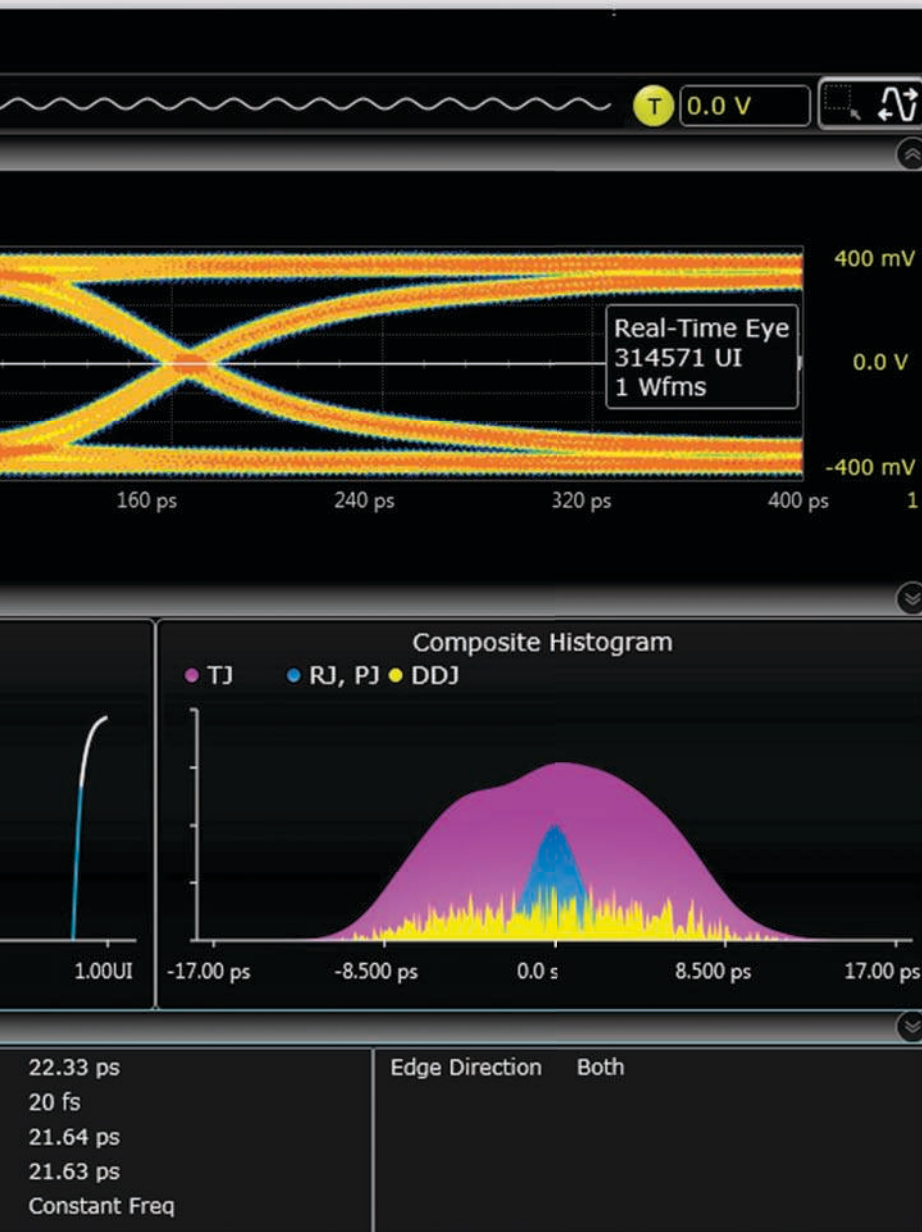 T 0.0 V
400 mV
Real-Time Eye
314571 UI
1 Wfms
0.0 V
-400 mV
160 ps 240 ps 320 ps 400 ps 1
Composite Histogram
TJ RJ, PJ DDJ
1.00UI -17.00 ps -8.500 ps 0.0 s 8.500 ps 17.00 ps
22.33 ps Edge Direction Both
20 fs
21.64 ps
21.63 ps
Constant Freq